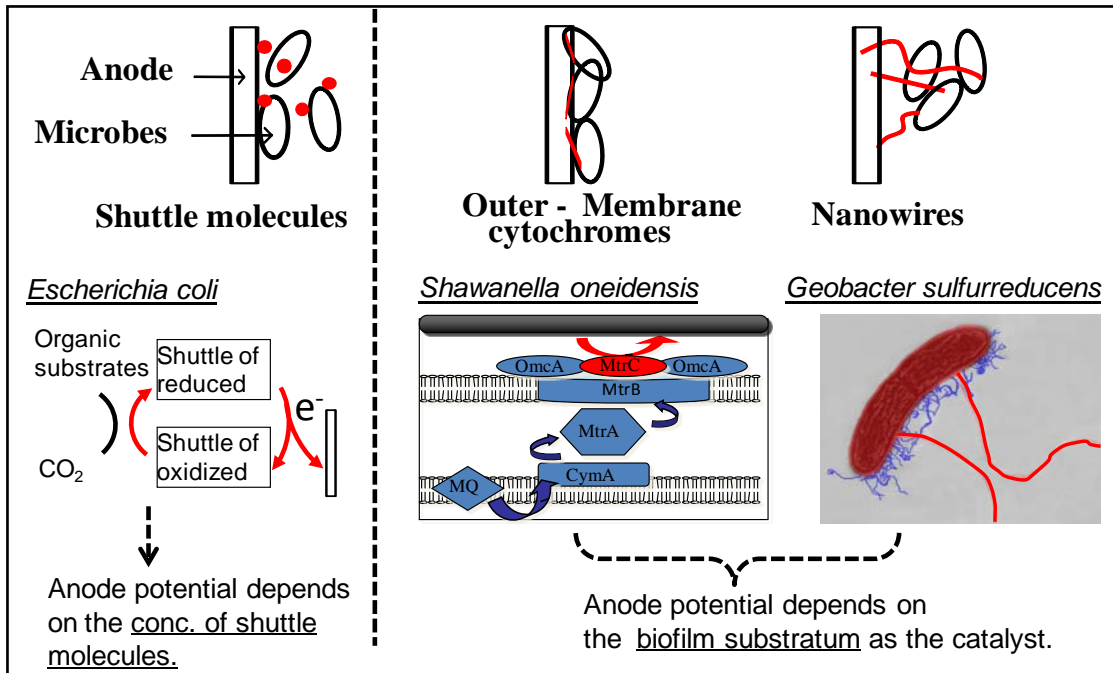 Anode
Microbes
Shuttle molecules
Escherichia coli
Organic
substrates
Shuttle of
reduced
e-
Shuttle of
oxidized
CO2
Anode potential depends
on the conc. of shuttle
molecules.
Outer - Membrane
cytochromes
Nanowires
Shawanella oneidensis
Geobacter sulfurreducens
OmcA
MtrC
OmcA
MtrB
MtrA
CymA
MQ
Anode potential depends on
the biofilm substratum as the catalyst.